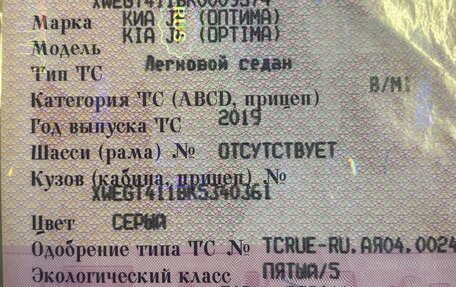 Марка КИА JF (ОПТИМА)
Модель KIA JF (OPTIMA)
Тип ТС Легковой седан
Категория ТС (ABCD, прицеп) B/M1
Год выпуска ТС 2019
Шасси (рама) № ОТСУТСТВУЕТ
Кузов (кабина, прицеп) №
XWEGT411BK5340361
Цвет СЕРЫЙ
Одобрение типа ТС № TCRUE-RU.АЯ04.0024
Экологический класс ПЯТЫЙ/5